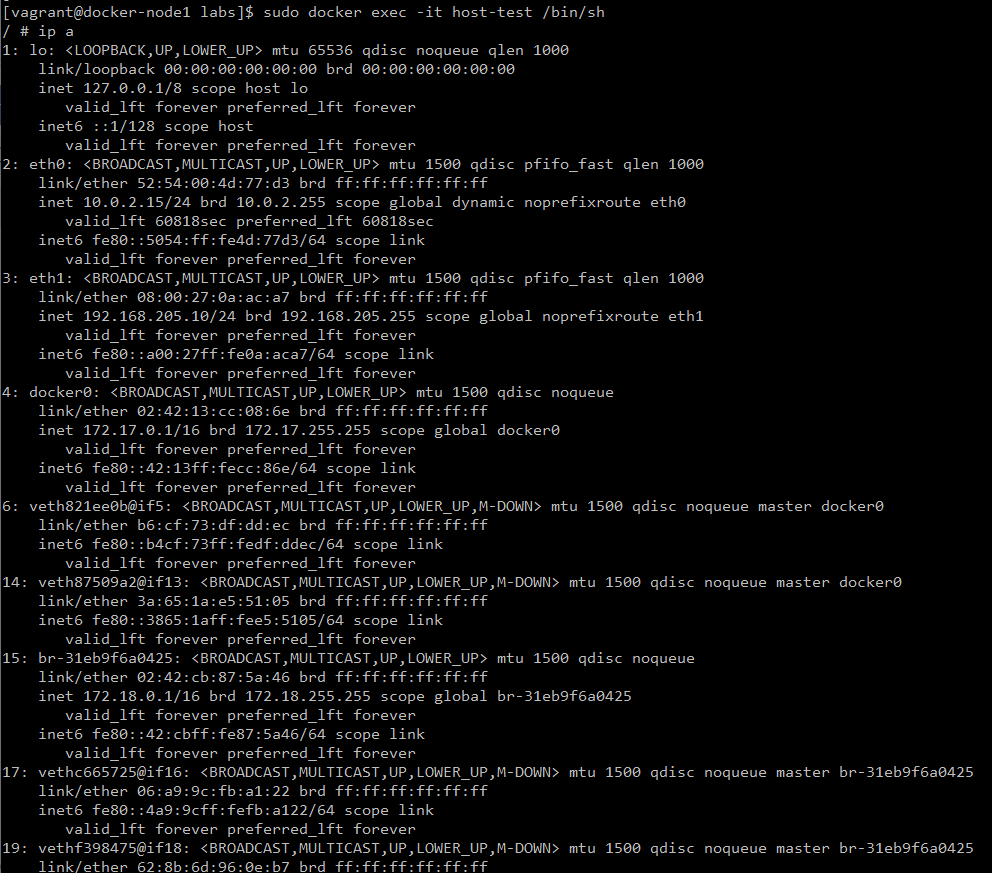 [vagrant@docker-node1 labs]$ sudo docker exec -it host-test /bin/sh
/ # ip a
1: lo: <LOOPBACK,UP,LOWER_UP> mtu 65536 qdisc noqueue qlen 1000
    link/loopback 00:00:00:00:00:00 brd 00:00:00:00:00:00
    inet 127.0.0.1/8 scope host lo
       valid_lft forever preferred_lft forever
    inet6 ::1/128 scope host
       valid_lft forever preferred_lft forever
2: eth0: <BROADCAST,MULTICAST,UP,LOWER_UP> mtu 1500 qdisc pfifo_fast qlen 1000
    link/ether 52:54:00:4d:77:d3 brd ff:ff:ff:ff:ff:ff
    inet 10.0.2.15/24 brd 10.0.2.255 scope global dynamic noprefixroute eth0
       valid_lft 60818sec preferred_lft 60818sec
    inet6 fe80::5054:ff:fe4d:77d3/64 scope link
       valid_lft forever preferred_lft forever
3: eth1: <BROADCAST,MULTICAST,UP,LOWER_UP> mtu 1500 qdisc pfifo_fast qlen 1000
    link/ether 08:00:27:0a:ac:a7 brd ff:ff:ff:ff:ff:ff
    inet 192.168.205.10/24 brd 192.168.205.255 scope global noprefixroute eth1
       valid_lft forever preferred_lft forever
    inet6 fe80::a00:27ff:fe0a:aca7/64 scope link
       valid_lft forever preferred_lft forever
4: docker0: <BROADCAST,MULTICAST,UP,LOWER_UP> mtu 1500 qdisc noqueue
    link/ether 02:42:13:cc:08:6e brd ff:ff:ff:ff:ff:ff
    inet 172.17.0.1/16 brd 172.17.255.255 scope global docker0
       valid_lft forever preferred_lft forever
    inet6 fe80::42:13ff:fecc:86e/64 scope link
       valid_lft forever preferred_lft forever
6: veth821ee0b@if5: <BROADCAST,MULTICAST,UP,LOWER_UP,M-DOWN> mtu 1500 qdisc noqueue master docker0
    link/ether b6:cf:73:df:dd:ec brd ff:ff:ff:ff:ff:ff
    inet6 fe80::b4cf:73ff:fedf:ddec/64 scope link
       valid_lft forever preferred_lft forever
14: veth87509a2@if13: <BROADCAST,MULTICAST,UP,LOWER_UP,M-DOWN> mtu 1500 qdisc noqueue master docker0
    link/ether 3a:65:1a:e5:51:05 brd ff:ff:ff:ff:ff:ff
    inet6 fe80::3865:1aff:fee5:5105/64 scope link
       valid_lft forever preferred_lft forever
15: br-31eb9f6a0425: <BROADCAST,MULTICAST,UP,LOWER_UP> mtu 1500 qdisc noqueue
    link/ether 02:42:cb:87:5a:46 brd ff:ff:ff:ff:ff:ff
    inet 172.18.0.1/16 brd 172.18.255.255 scope global br-31eb9f6a0425
       valid_lft forever preferred_lft forever
    inet6 fe80::42:cbff:fe87:5a46/64 scope link
       valid_lft forever preferred_lft forever
17: vethc665725@if16: <BROADCAST,MULTICAST,UP,LOWER_UP,M-DOWN> mtu 1500 qdisc noqueue master br-31eb9f6a0425
    link/ether 06:a9:9c:fb:a1:22 brd ff:ff:ff:ff:ff:ff
    inet6 fe80::4a9:9cff:fefb:a122/64 scope link
       valid_lft forever preferred_lft forever
19: vethf398475@if18: <BROADCAST,MULTICAST,UP,LOWER_UP,M-DOWN> mtu 1500 qdisc noqueue master br-31eb9f6a0425
    link/ether 62:8b:6d:96:0e:b7 brd ff:ff:ff:ff:ff:ff